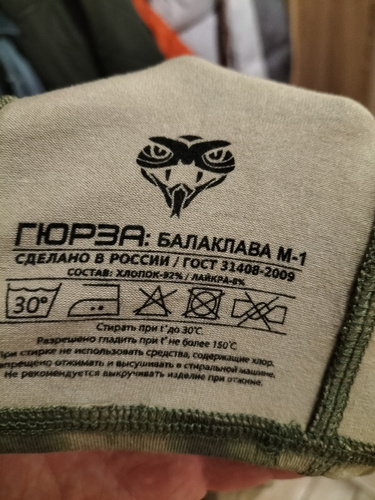 ГЮРЗА: БАЛАКЛАВА М-1
СДЕЛАНО В РОССИИ / ГОСТ 31408-2009
СОСТАВ: ХЛОПОК-92% / ЛАЙКРА-8%
30°
Стирать при t° до 30°С.
Разрешено гладить при t° не более 150°С
При стирке не использовать средства, содержащие хлор.
Запрещено отжимать и высушивать в стиральной машине.
Не рекомендуется выкручивать изделие при отжиме.